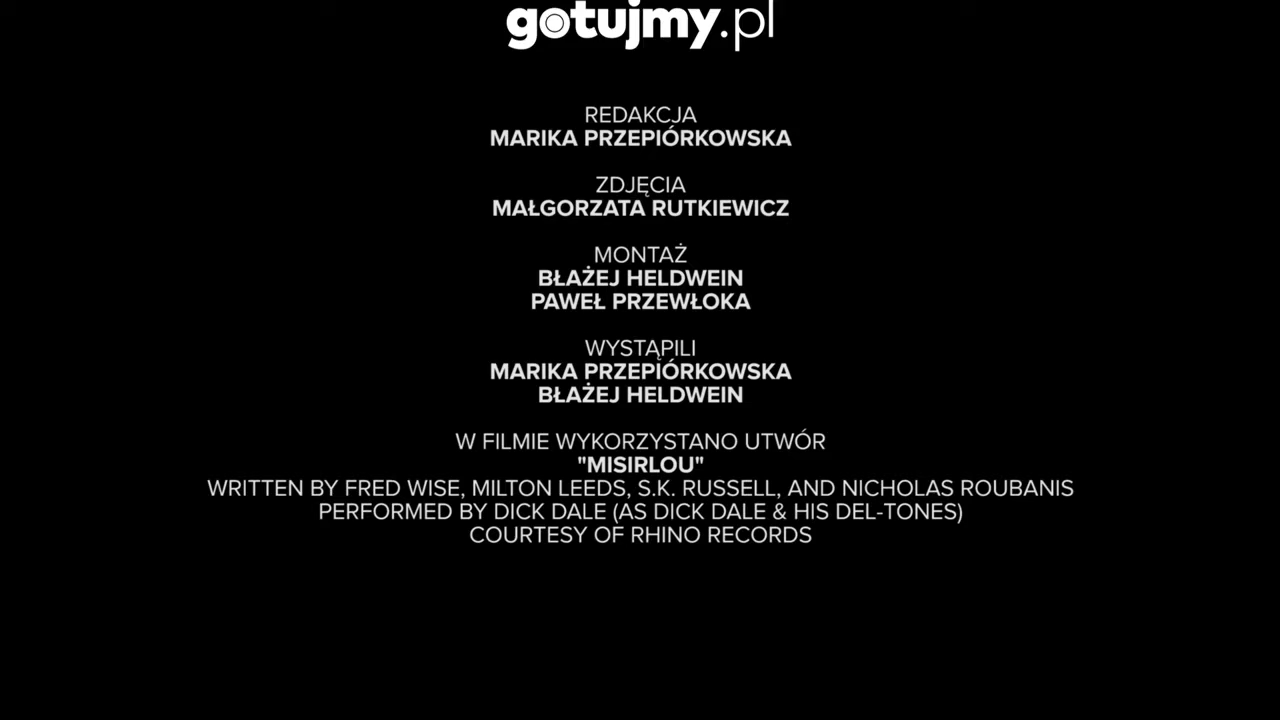 gotujmy.pl
REDAKCJA
MARIKA PRZEPIÓRKOWSKA
ZDJĘCIA
MAŁGORZATA RUTKIEWICZ
MONTAŻ
BŁAŻEJ HELDWEIN
PAWEŁ PRZEWŁOKA
WYSTĄPILI
MARIKA PRZEPIÓRKOWSKA
BŁAŻEJ HELDWEIN
W FILMIE WYKORZYSTANO UTWÓR
"MISIRLOU"
WRITTEN BY FRED WISE, MILTON LEEDS, S.K. RUSSELL, AND NICHOLAS ROUBANIS
PERFORMED BY DICK DALE (AS DICK DALE & HIS DEL-TONES)
COURTESY OF RHINO RECORDS